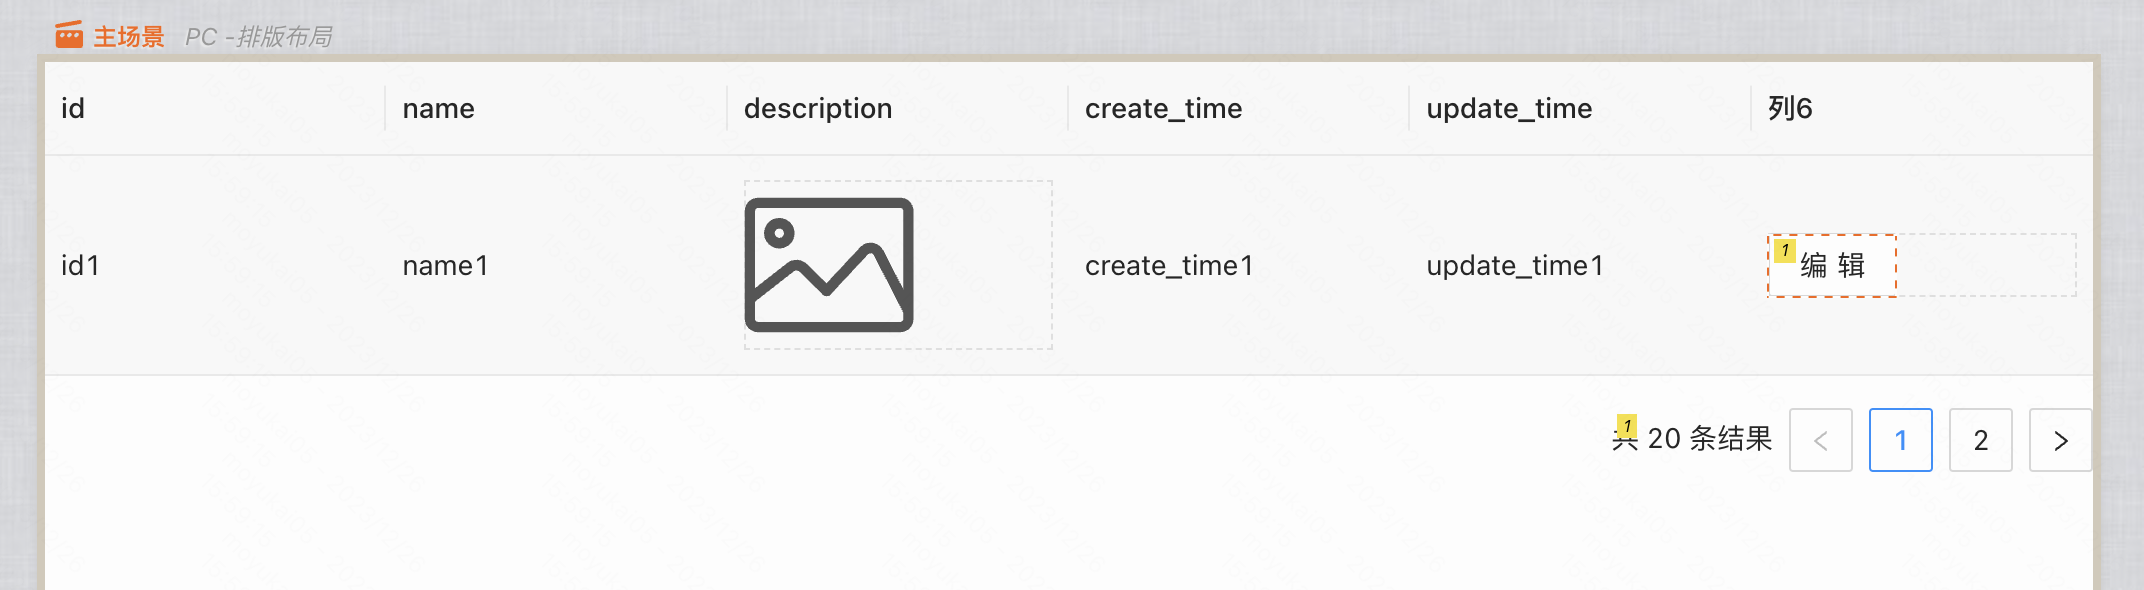 主场景 PC -排版布局
id name description create_time update_time 列6
id1 name1 create_time1 update_time1 1 编 辑
1
共 20 条结果 < 1 2 >